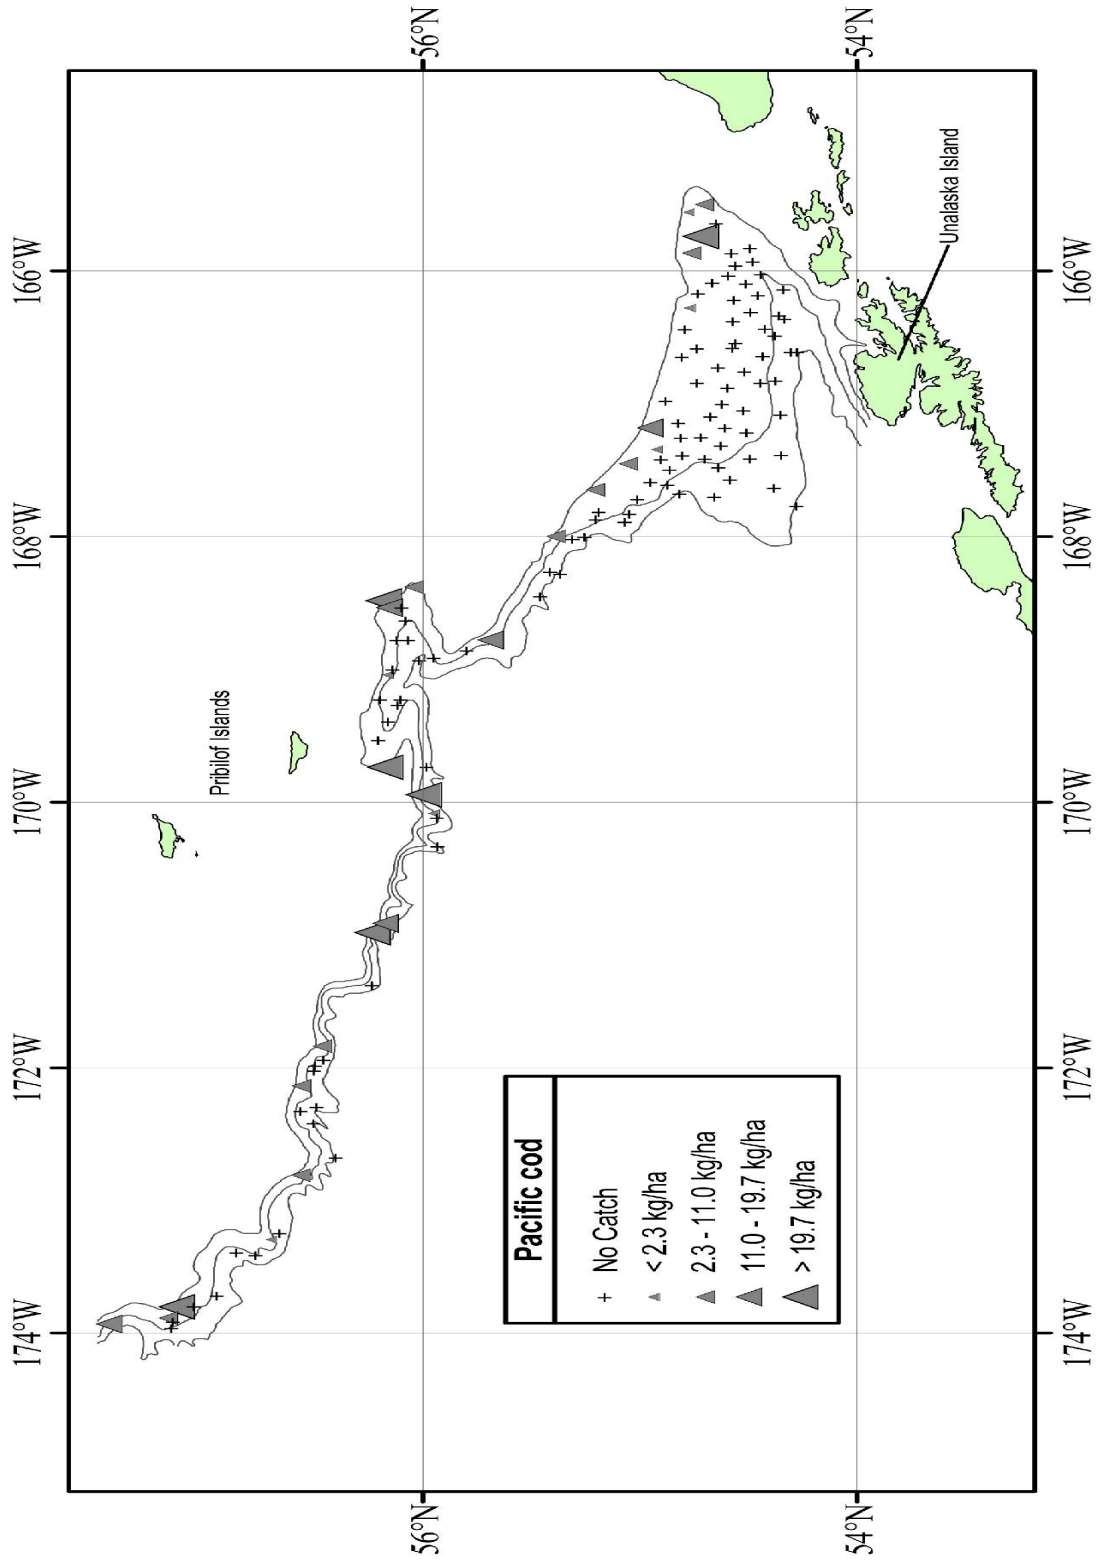 174°W
172°W
170°W
168°W
166°W
56°N
56°N
54°N
54°N
Pribilof Islands
Unalaska Island
Pacific cod
No Catch
< 2.3 kg/ha
2.3 - 11.0 kg/ha
11.0 - 19.7 kg/ha
> 19.7 kg/ha
174°W
172°W
170°W
168°W
166°W